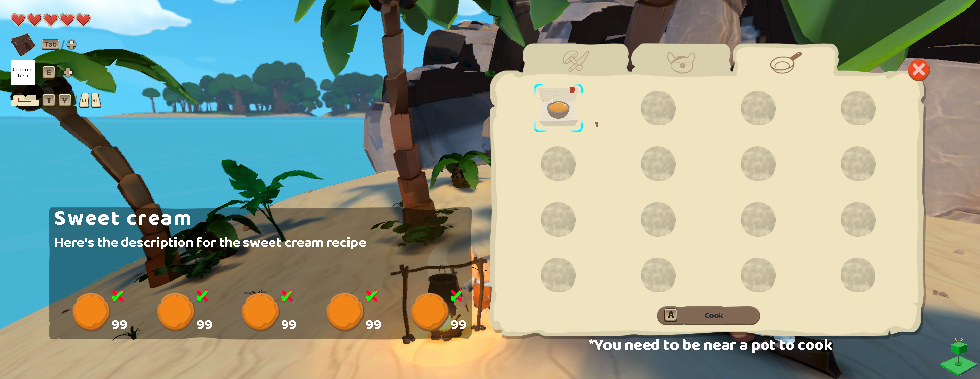 Tab /
E
T Y /
Sweet cream
Here's the description for the sweet cream recipe
99 99 99 99 99
A Cook
*You need to be near a pot to cook